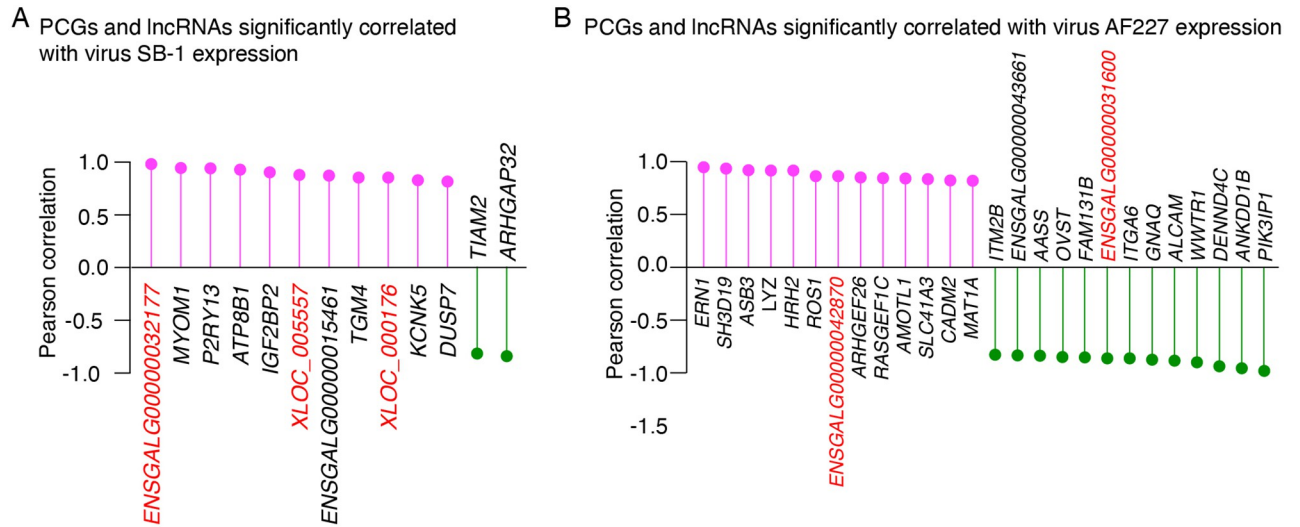 A
PCGs and lncRNAs significantly correlated
with virus SB-1 expression
Pearson correlation
1.0
0.5
0.0
-0.5
-1.0
ENSGALG00000032177
MYOM1
P2RY13
ATP8B1
IGF2BP2
XLOC_005557
ENSGALG00000015461
TGM4
XLOC_000176
KCNK5
DUSP7
TIAM2
ARHGAP32
B
PCGs and lncRNAs significantly correlated with virus AF227 expression
Pearson correlation
1.0
0.5
0.0
-0.5
-1.0
-1.5
ERN1
SH3D19
ASB3
LYZ
HRH2
ROS1
ENSGALG00000042870
ARHGEF26
RASGEF1C
AMOTL1
SLC41A3
CADM2
MAT1A
ITM2B
ENSGALG00000043661
AASS
OVST
FAM131B
ENSGALG00000031600
ITGA6
GNAQ
ALCAM
WWTR1
DENND4C
ANKDD1B
PIK3IP1